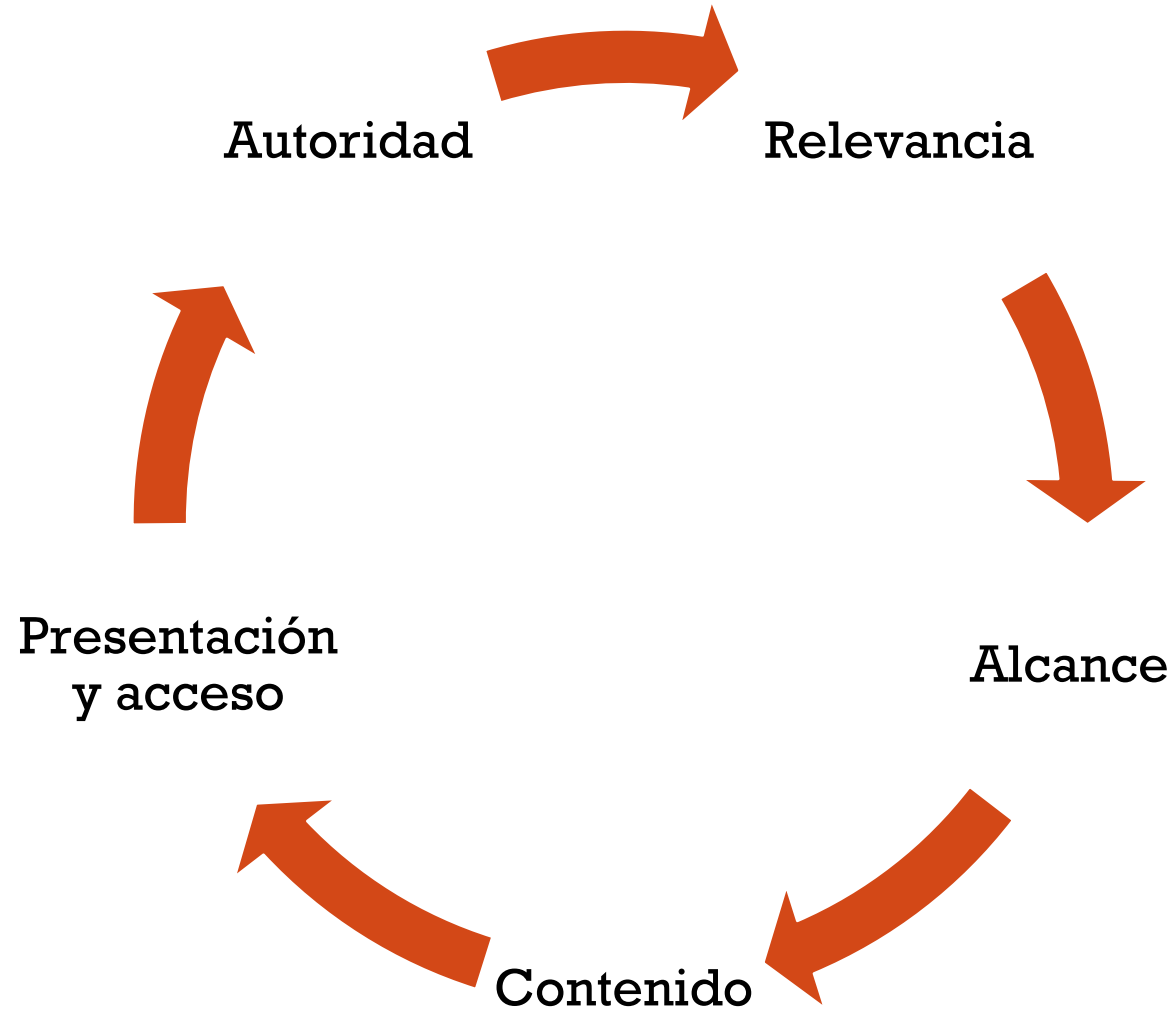 Autoridad
Relevancia
Alcance
Contenido
Presentación
y acceso